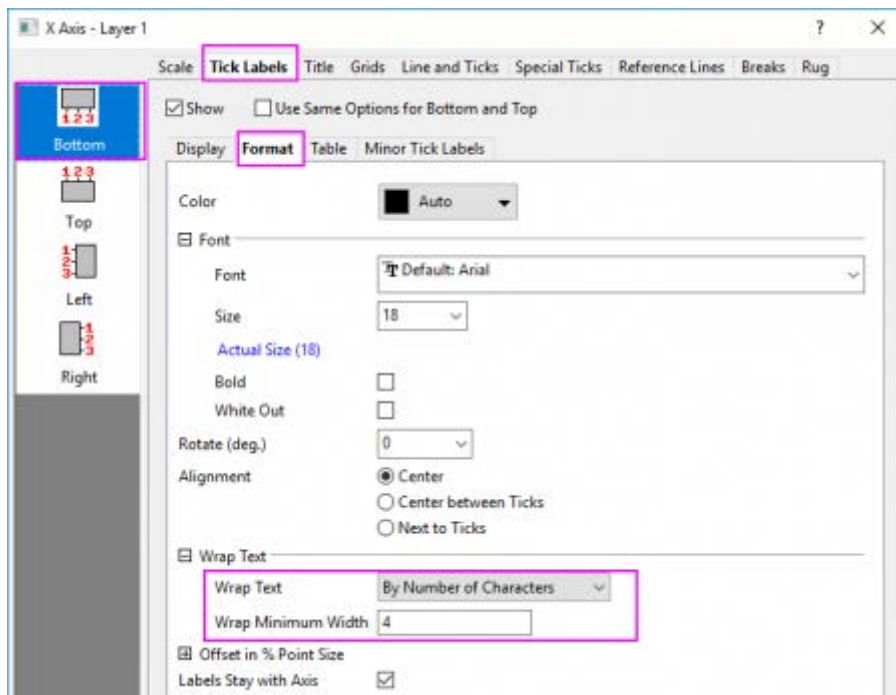 X Axis - Layer 1 ? ×
Scale Tick Labels Title Grids Line and Ticks Special Ticks Reference Lines Breaks Rug
Show Use Same Options for Bottom and Top
123
Bottom
123
Top
123
Left
123
Right
Display Format Table Minor Tick Labels
Color Auto
Font
Font Default: Arial
Size 18
Actual Size (18)
Bold
White Out
Rotate (deg.) 0
Alignment Center
Center between Ticks
Next to Ticks
Wrap Text
Wrap Text By Number of Characters
Wrap Minimum Width 4
Offset in % Point Size
Labels Stay with Axis